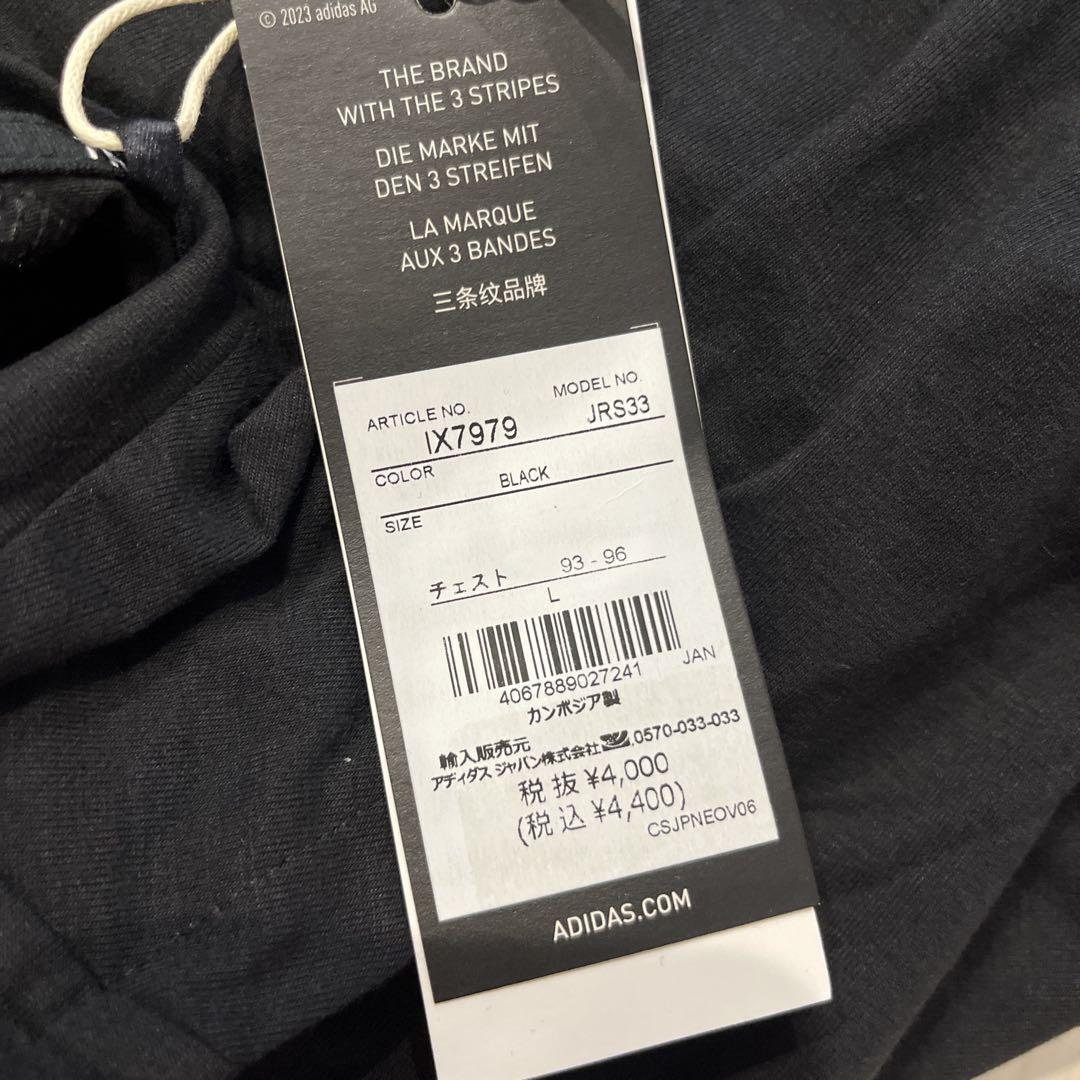 © 2023 adidas AG
THE BRAND
WITH THE 3 STRIPES
DIE MARKE MIT
DEN 3 STREIFEN
LA MARQUE
AUX 3 BANDES
三条纹品牌
ARTICLE NO. MODEL NO.
IX7979 JRS33
COLOR BLACK
SIZE
チェスト 93 - 96
L
4067889027241 JAN
カンボジア製
輸入販売元
アディダス ジャパン株式会社 0570-033-033
税抜 ¥4,000
(税込 ¥4,400)
CSJPNEOV06
ADIDAS.COM